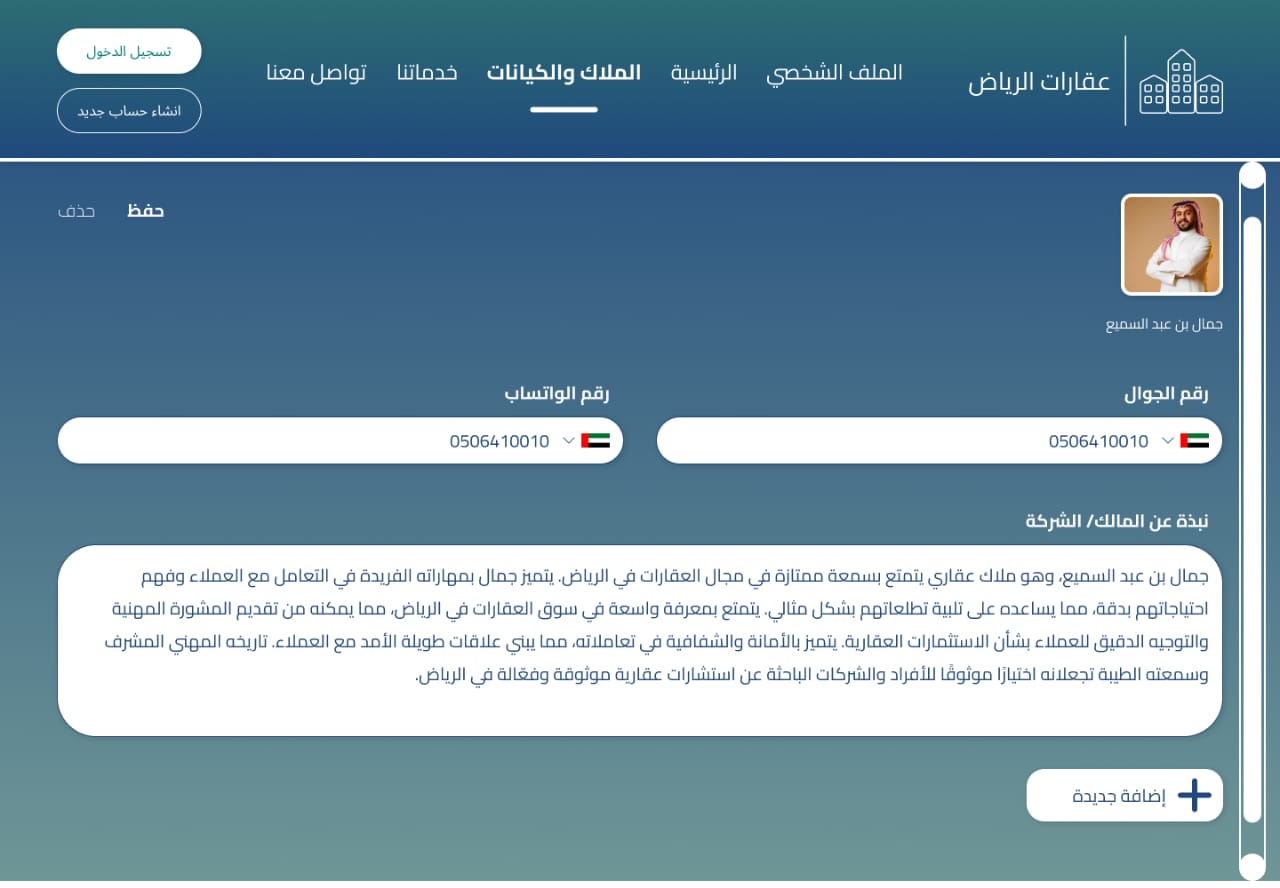 عقارات الرياض
الملف الشخصي
الرئيسية
الملاك والكيانات
خدماتنا
تواصل معنا
تسجيل الدخول
انشاء حساب جديد
حفظ
حذف
جمال بن عبد السميع
رقم الجوال
0506410010
رقم الواتساب
0506410010
نبذة عن المالك/ الشركة
جمال بن عبد السميع، وهو ملاك عقاري يتمتع بسمعة ممتازة في مجال العقارات في الرياض. يتميز جمال بمهاراته الفريدة في التعامل مع العملاء وفهم
احتياجاتهم بدقة، مما يساعده على تلبية تطلعاتهم بشكل مثالي. يتمتع بمعرفة واسعة في سوق العقارات في الرياض، مما يمكنه من تقديم المشورة المهنية
والتوجيه الدقيق للعملاء بشأن الاستثمارات العقارية. يتميز بالأمانة والشفافية في تعاملاته، مما يبني علاقات طويلة الأمد مع العملاء. تاريخه المهني المشرف
وسمعته الطيبة تجعلانه اختيارًا موثوقًا للأفراد والشركات الباحثة عن استشارات عقارية موثوقة وفعّالة في الرياض.
إضافة جديدة